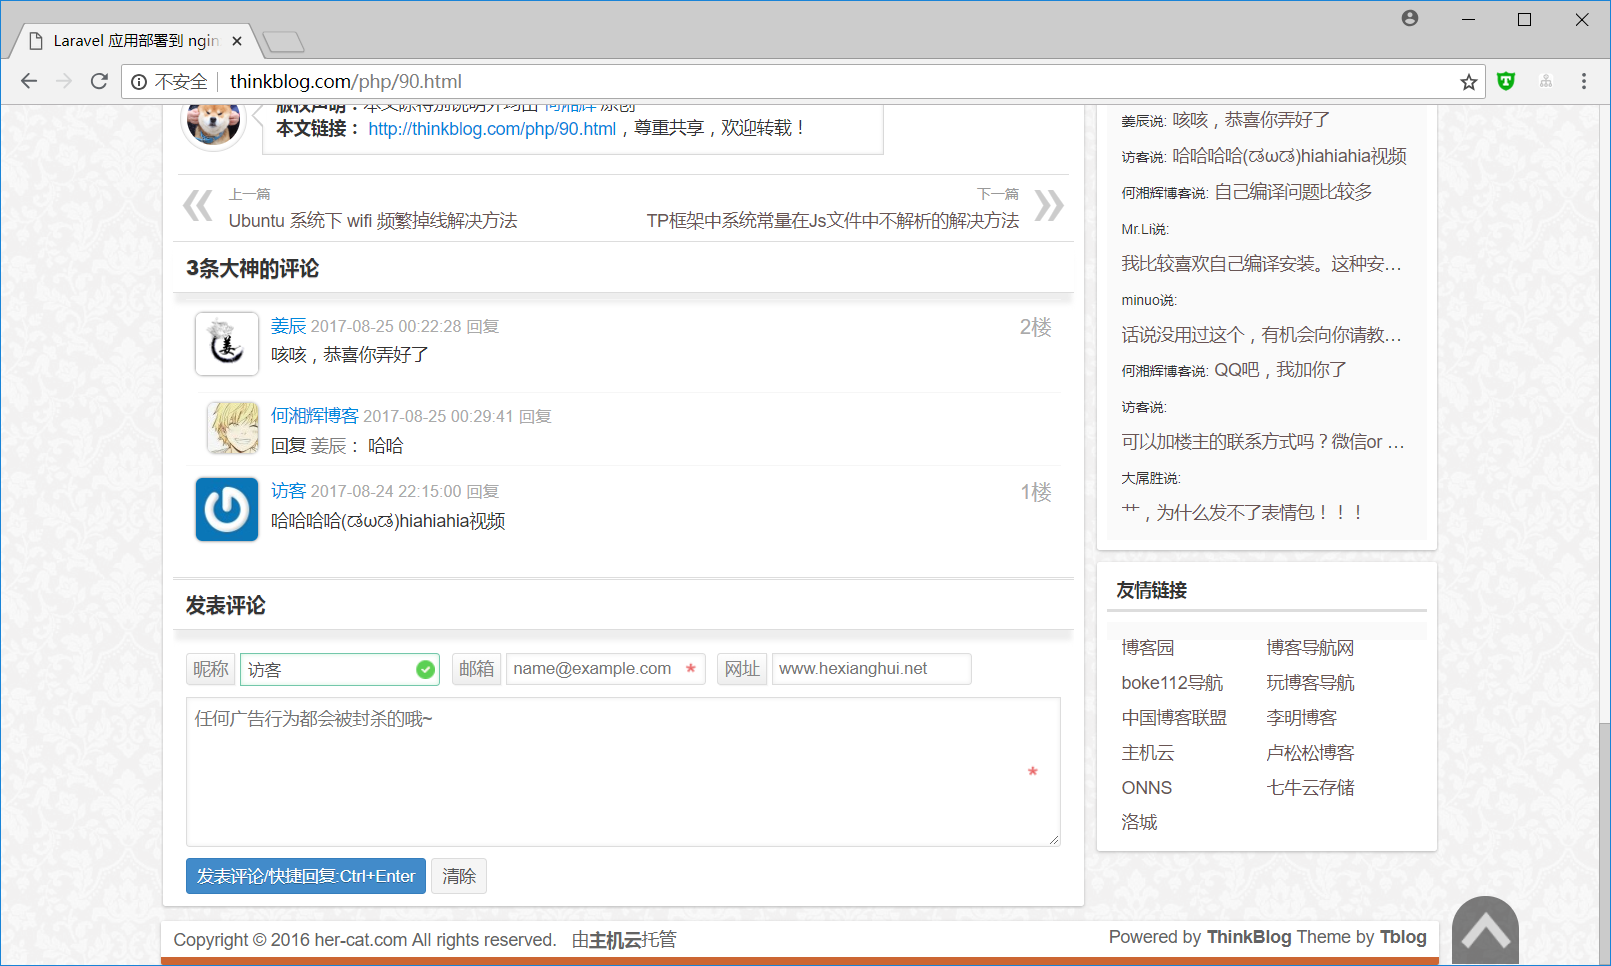 Laravel 应用部署到 ngin
不安全 thinkblog.com/php/90.html
版权声明：本文除特别说明外均由 何湘辉 原创
本文链接： http://thinkblog.com/php/90.html，尊重共享，欢迎转载！
上一篇
Ubuntu 系统下 wifi 频繁掉线解决方法
下一篇
TP框架中系统常量在Js文件中不解析的解决方法
3条大神的评论
姜辰 2017-08-25 00:22:28 回复
2楼
咳咳，恭喜你弄好了
何湘辉博客 2017-08-25 00:29:41 回复
回复 姜辰： 哈哈
访客 2017-08-24 22:15:00 回复
1楼
哈哈哈哈(ಡωಡ)hiahiahia视频
发表评论
昵称 访客 邮箱 name@example.com * 网址 www.hexianghui.net
任何广告行为都会被封杀的哦~
*
发表评论/快捷回复:Ctrl+Enter 清除
姜辰说: 咳咳，恭喜你弄好了
访客说: 哈哈哈哈(ಡωಡ)hiahiahia视频
何湘辉博客说: 自己编译问题比较多
Mr.Li说:
我比较喜欢自己编译安装。这种安...
minuo说:
话说没用过这个，有机会向你请教...
何湘辉博客说: QQ吧，我加你了
访客说:
可以加楼主的联系方式吗？微信or ...
大屌胜说:
艹，为什么发不了表情包！！！
友情链接
博客园 博客导航网
boke112导航 玩博客导航
中国博客联盟 李明博客
主机云 卢松松博客
ONNS 七牛云存储
洛城
Copyright © 2016 her-cat.com All rights reserved. 由主机云托管
Powered by ThinkBlog Theme by Tblog